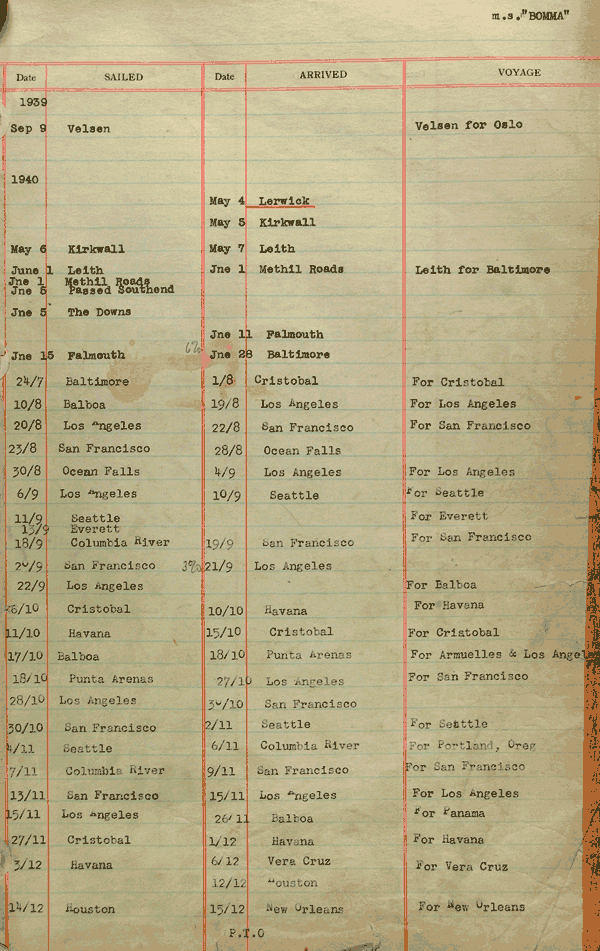 m.s."BOMMA"
Date SAILED Date ARRIVED VOYAGE
1939
Sep 9 Velsen Velsen for Oslo
1940
May 4 Lerwick
May 5 Kirkwall
May 6 Kirkwall May 7 Leith
June 1 Leith Jne 1 Methil Roads Leith for Baltimore
Jne 1 Methil Roads
Jne 5 Passed Southend
Jne 5 The Downs
Jne 11 Falmouth
Jne 15 Falmouth Jne 28 Baltimore
24/7 Baltimore 1/8 Cristobal For Cristobal
10/8 Balboa 19/8 Los Angeles For Los Angeles
20/8 Los Angeles 22/8 San Francisco For San Francisco
23/8 San Francisco 28/8 Ocean Falls
30/8 Ocean Falls 4/9 Los Angeles For Los Angeles
6/9 Los Angeles 10/9 Seattle For Seattle
11/9 Seattle For Everett
13/9 Everett
18/9 Columbia River 19/9 San Francisco For San Francisco
20/9 San Francisco 21/9 Los Angeles
22/9 Los Angeles For Balboa
6/10 Cristobal 10/10 Havana For Havana
11/10 Havana 15/10 Cristobal For Cristobal
17/10 Balboa 18/10 Punta Arenas For Armuelles & Los Angel
18/10 Punta Arenas 27/10 Los Angeles For San Francisco
28/10 Los Angeles 30/10 San Francisco
30/10 San Francisco 2/11 Seattle For Seattle
4/11 Seattle 6/11 Columbia River For Portland, Oreg
7/11 Columbia River 9/11 San Francisco For San Francisco
13/11 San Francisco 15/11 Los Angeles For Los Angeles
15/11 Los Angeles 26/11 Balboa For Panama
27/11 Cristobal 1/12 Havana For Havana
3/12 Havana 6/12 Vera Cruz For Vera Cruz
12/12 Houston
14/12 Houston 15/12 New Orleans For New Orleans
P.T.O